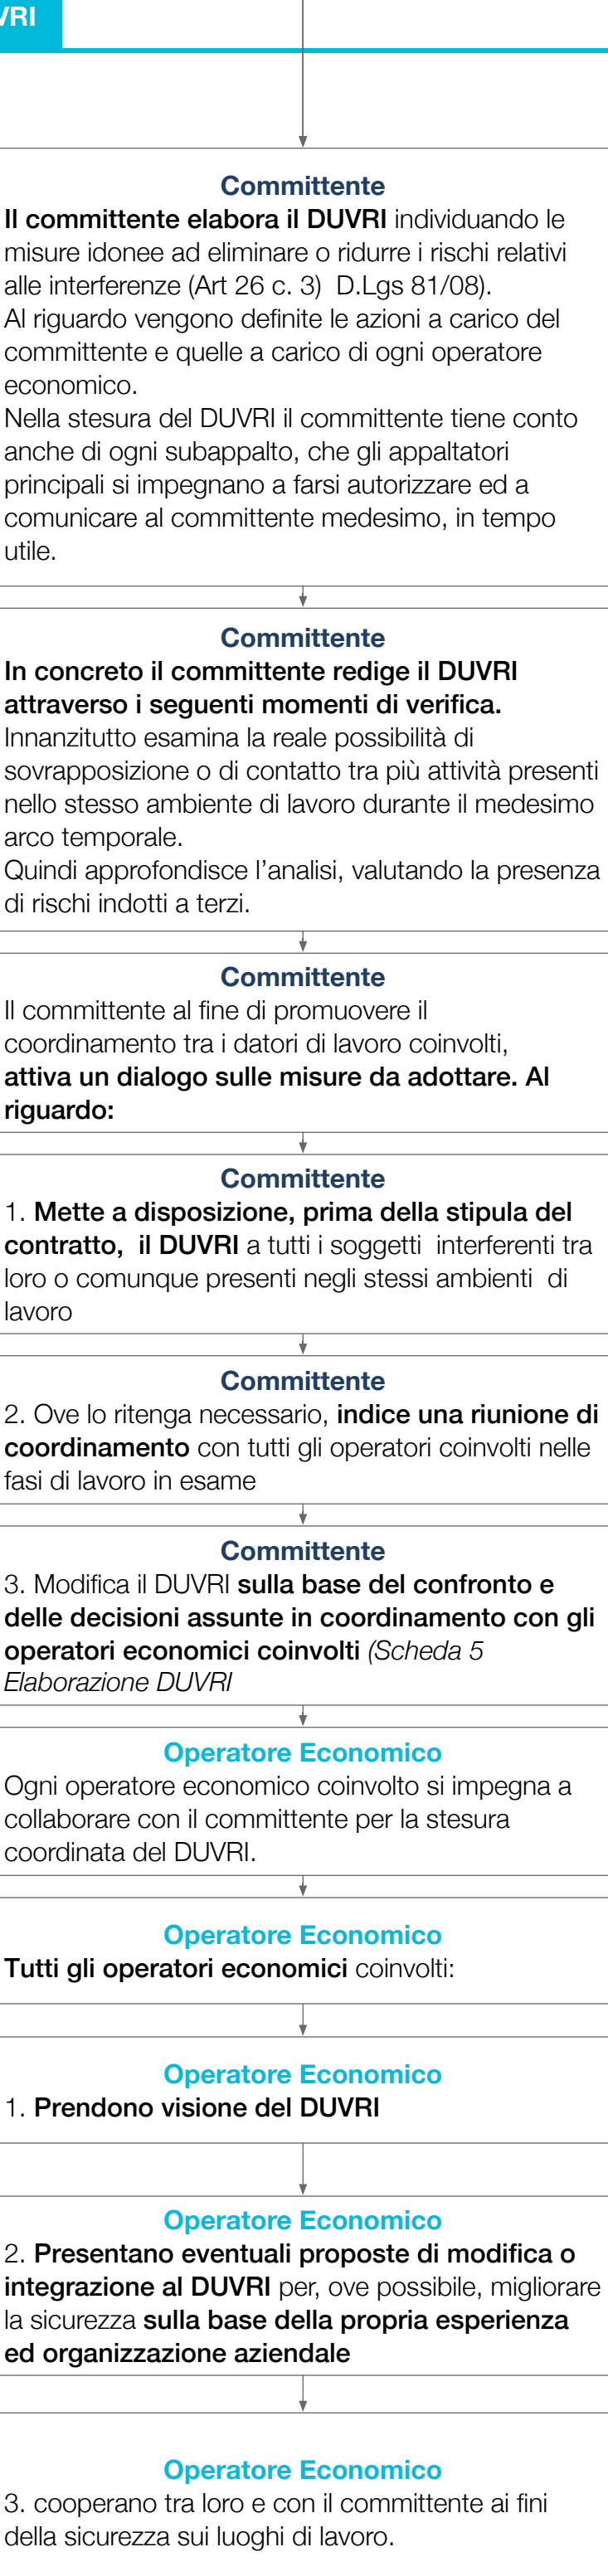 VRI
Committente
Il committente elabora il DUVRI individuando le
misure idonee ad eliminare o ridurre i rischi relativi
alle interferenze (Art 26 c. 3)  D.Lgs 81/08).
Al riguardo vengono definite le azioni a carico del
committente e quelle a carico di ogni operatore
economico.
Nella stesura del DUVRI il committente tiene conto
anche di ogni subappalto, che gli appaltatori
principali si impegnano a farsi autorizzare ed a
comunicare al committente medesimo, in tempo
utile.
Committente
In concreto il committente redige il DUVRI
attraverso i seguenti momenti di verifica.
Innanzitutto esamina la reale possibilità di
sovrapposizione o di contatto tra più attività presenti
nello stesso ambiente di lavoro durante il medesimo
arco temporale.
Quindi approfondisce l’analisi, valutando la presenza
di rischi indotti a terzi.
Committente
Il committente al fine di promuovere il
coordinamento tra i datori di lavoro coinvolti,
attiva un dialogo sulle misure da adottare. Al
riguardo:
Committente
1. Mette a disposizione, prima della stipula del
contratto,  il DUVRI a tutti i soggetti  interferenti tra
loro o comunque presenti negli stessi ambienti  di
lavoro
Committente
2. Ove lo ritenga necessario, indice una riunione di
coordinamento con tutti gli operatori coinvolti nelle
fasi di lavoro in esame
Committente
3. Modifica il DUVRI sulla base del confronto e
delle decisioni assunte in coordinamento con gli
operatori economici coinvolti (Scheda 5
Elaborazione DUVRI
Operatore Economico
Ogni operatore economico coinvolto si impegna a
collaborare con il committente per la stesura
coordinata del DUVRI.
Operatore Economico
Tutti gli operatori economici coinvolti:
Operatore Economico
1. Prendono visione del DUVRI
Operatore Economico
2. Presentano eventuali proposte di modifica o
integrazione al DUVRI per, ove possibile, migliorare
la sicurezza sulla base della propria esperienza
ed organizzazione aziendale
Operatore Economico
3. cooperano tra loro e con il committente ai fini
della sicurezza sui luoghi di lavoro.